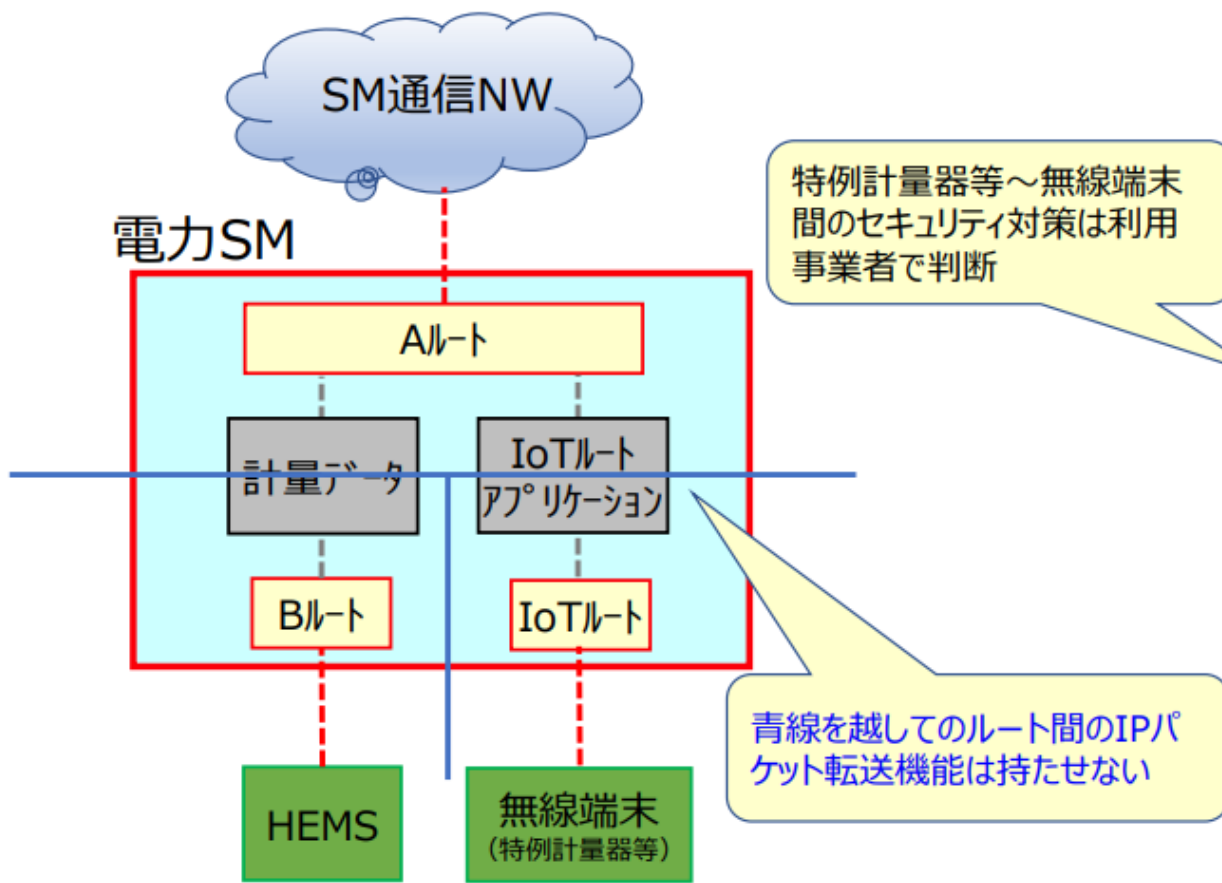 SM通信NW
特例計量器等～無線端末
間のセキュリティ対策は利用
事業者で判断
電力SM
Aﾙｰﾄ
計量ﾃﾞｰﾀ
IoTﾙｰﾄ
ｱﾌﾟﾘｹｰｼｮﾝ
Bﾙｰﾄ
IoTﾙｰﾄ
青線を越してのルート間のIPパ
ケット転送機能は持たせない
HEMS
無線端末
（特例計量器等）